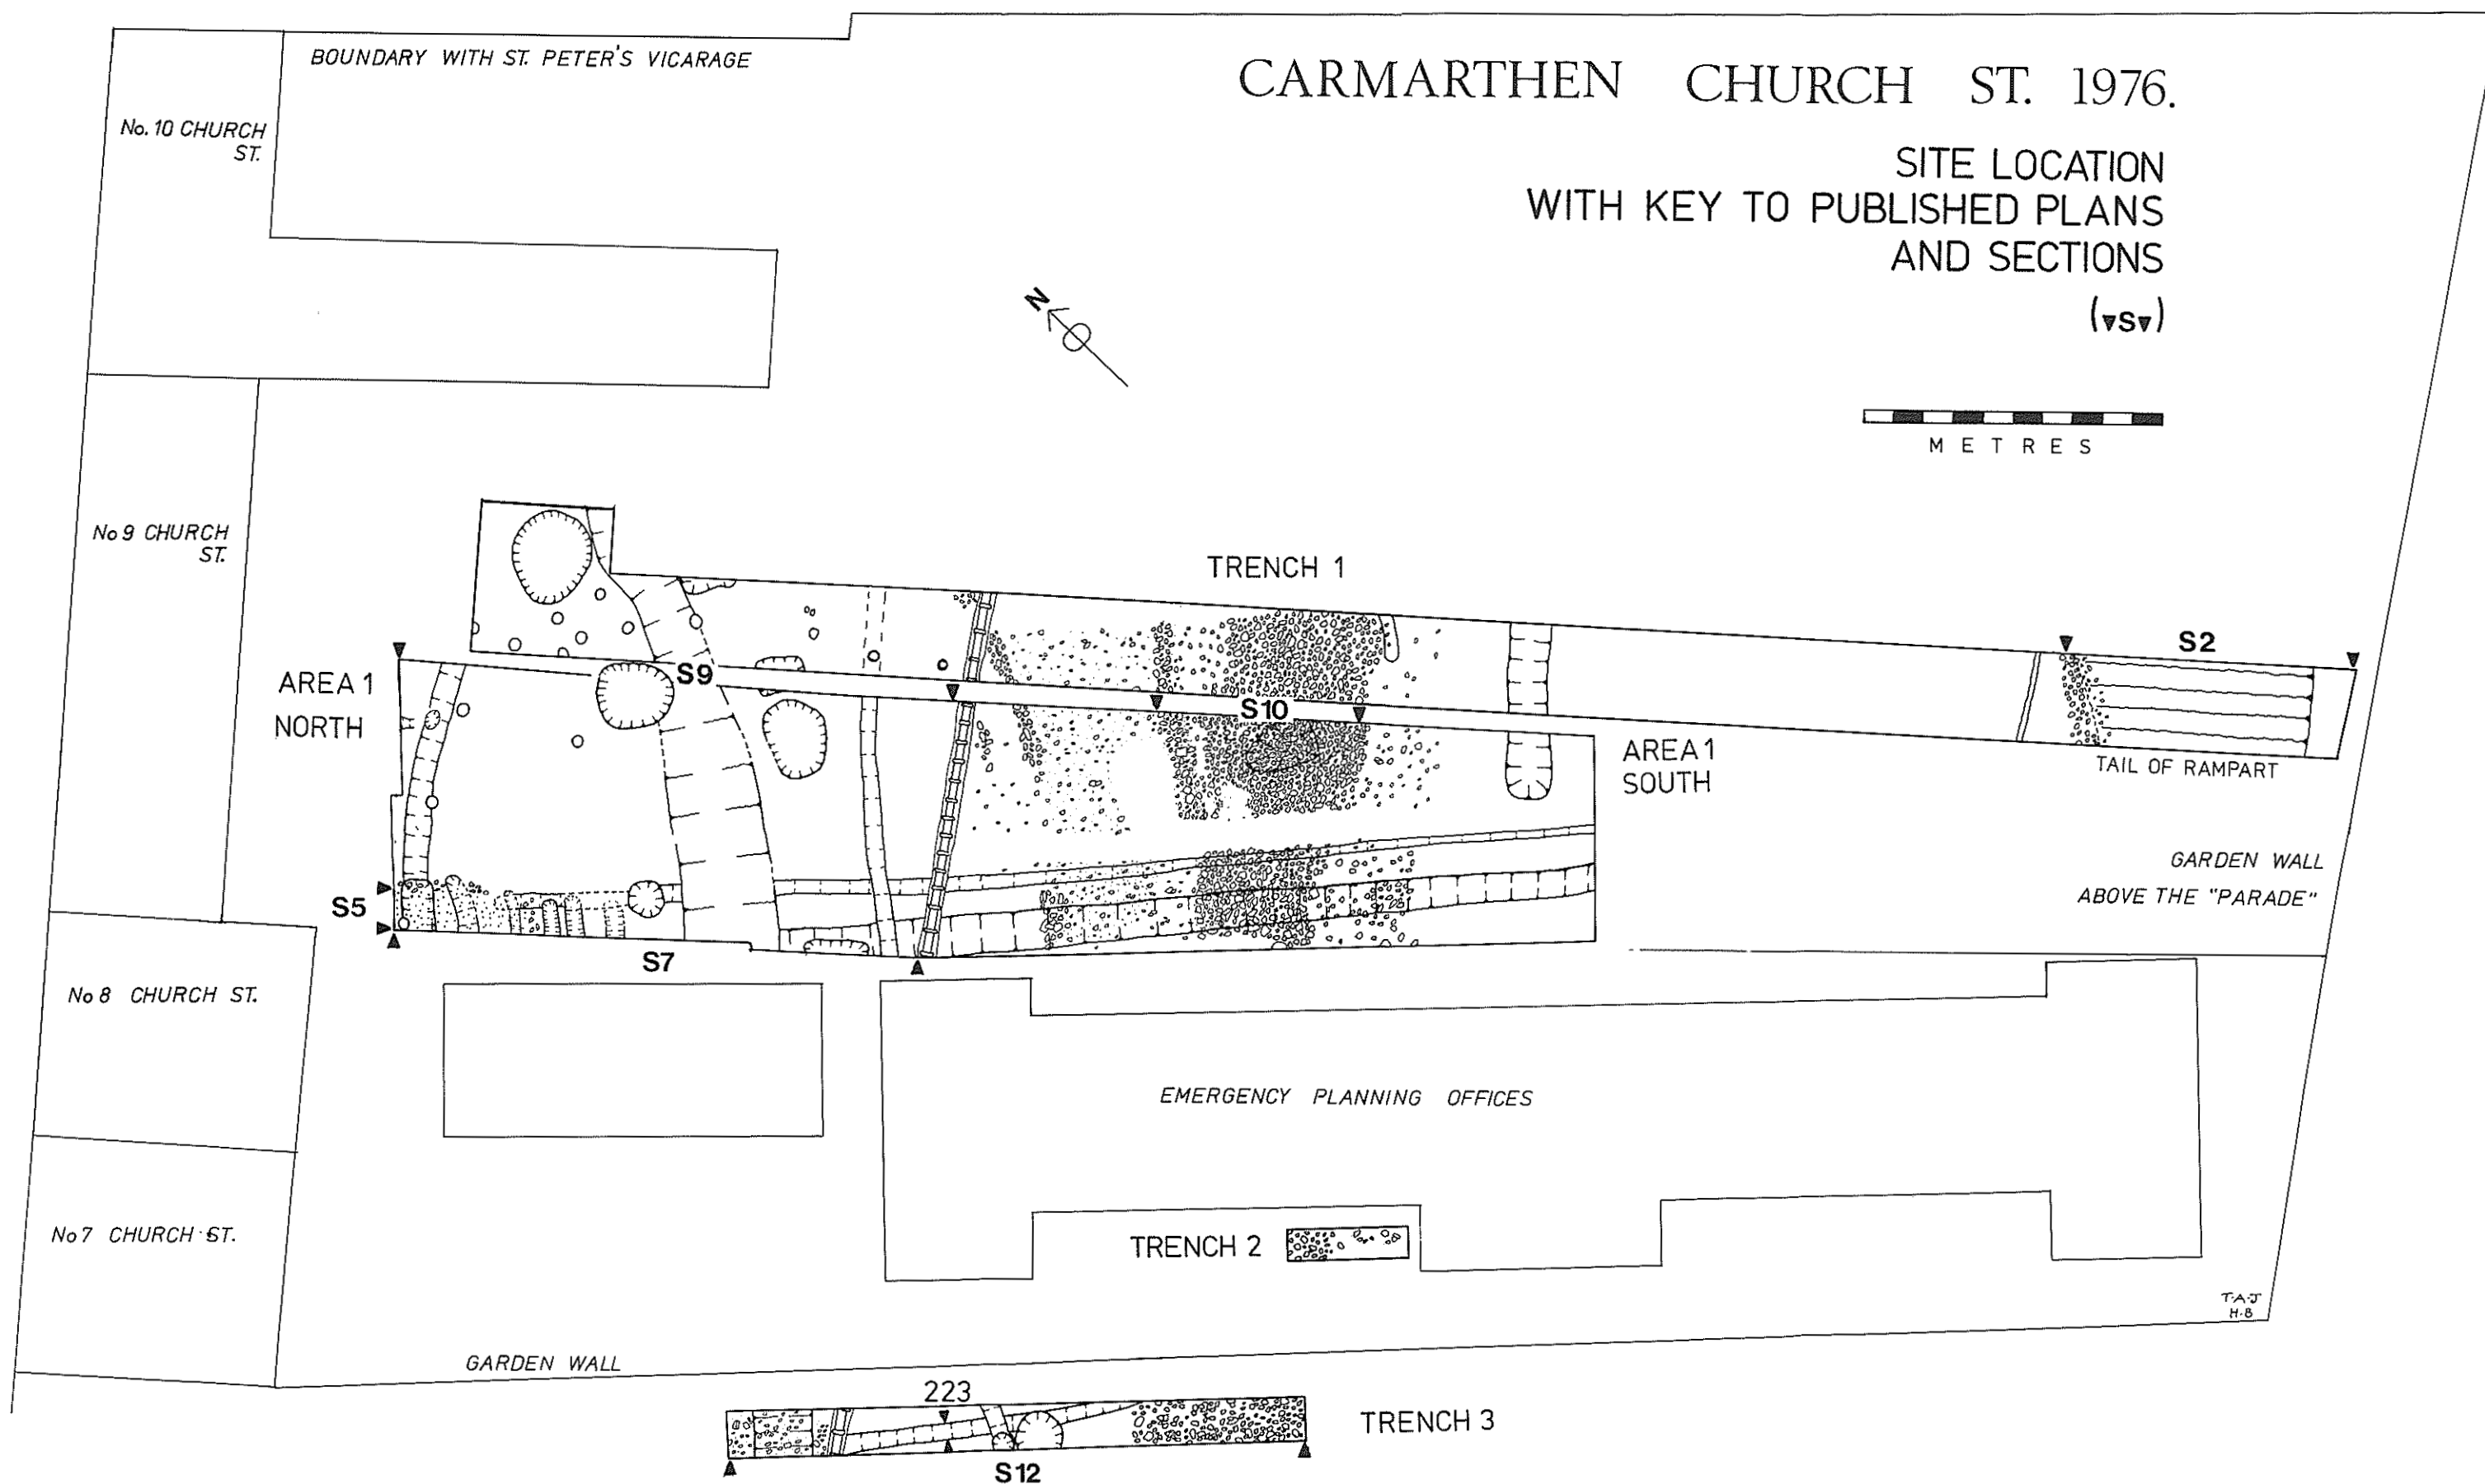 BOUNDARY WITH ST. PETER'S VICARAGE
CARMARTHEN CHURCH ST. 1976.
SITE LOCATION
WITH KEY TO PUBLISHED PLANS
AND SECTIONS
(▼S▼)
METRES
N
No. 10 CHURCH
ST.
No 9 CHURCH
ST.
TRENCH 1
AREA 1
NORTH
S9
S10
S2
AREA 1
SOUTH
TAIL OF RAMPART
GARDEN WALL
ABOVE THE "PARADE"
S5
S7
No 8 CHURCH ST.
EMERGENCY PLANNING OFFICES
No 7 CHURCH ST.
TRENCH 2
T.A.J
H.B
GARDEN WALL
223
TRENCH 3
S12